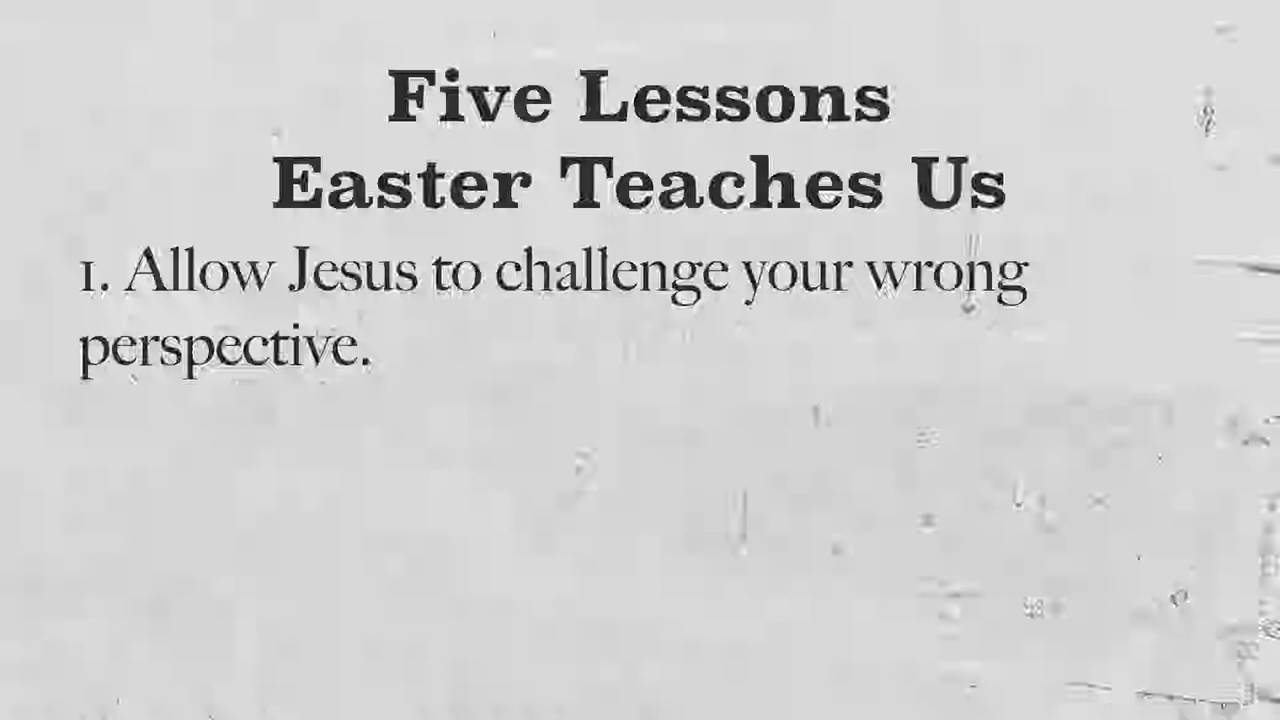 Five Lessons
Easter Teaches Us
1. Allow Jesus to challenge your wrong
perspective.